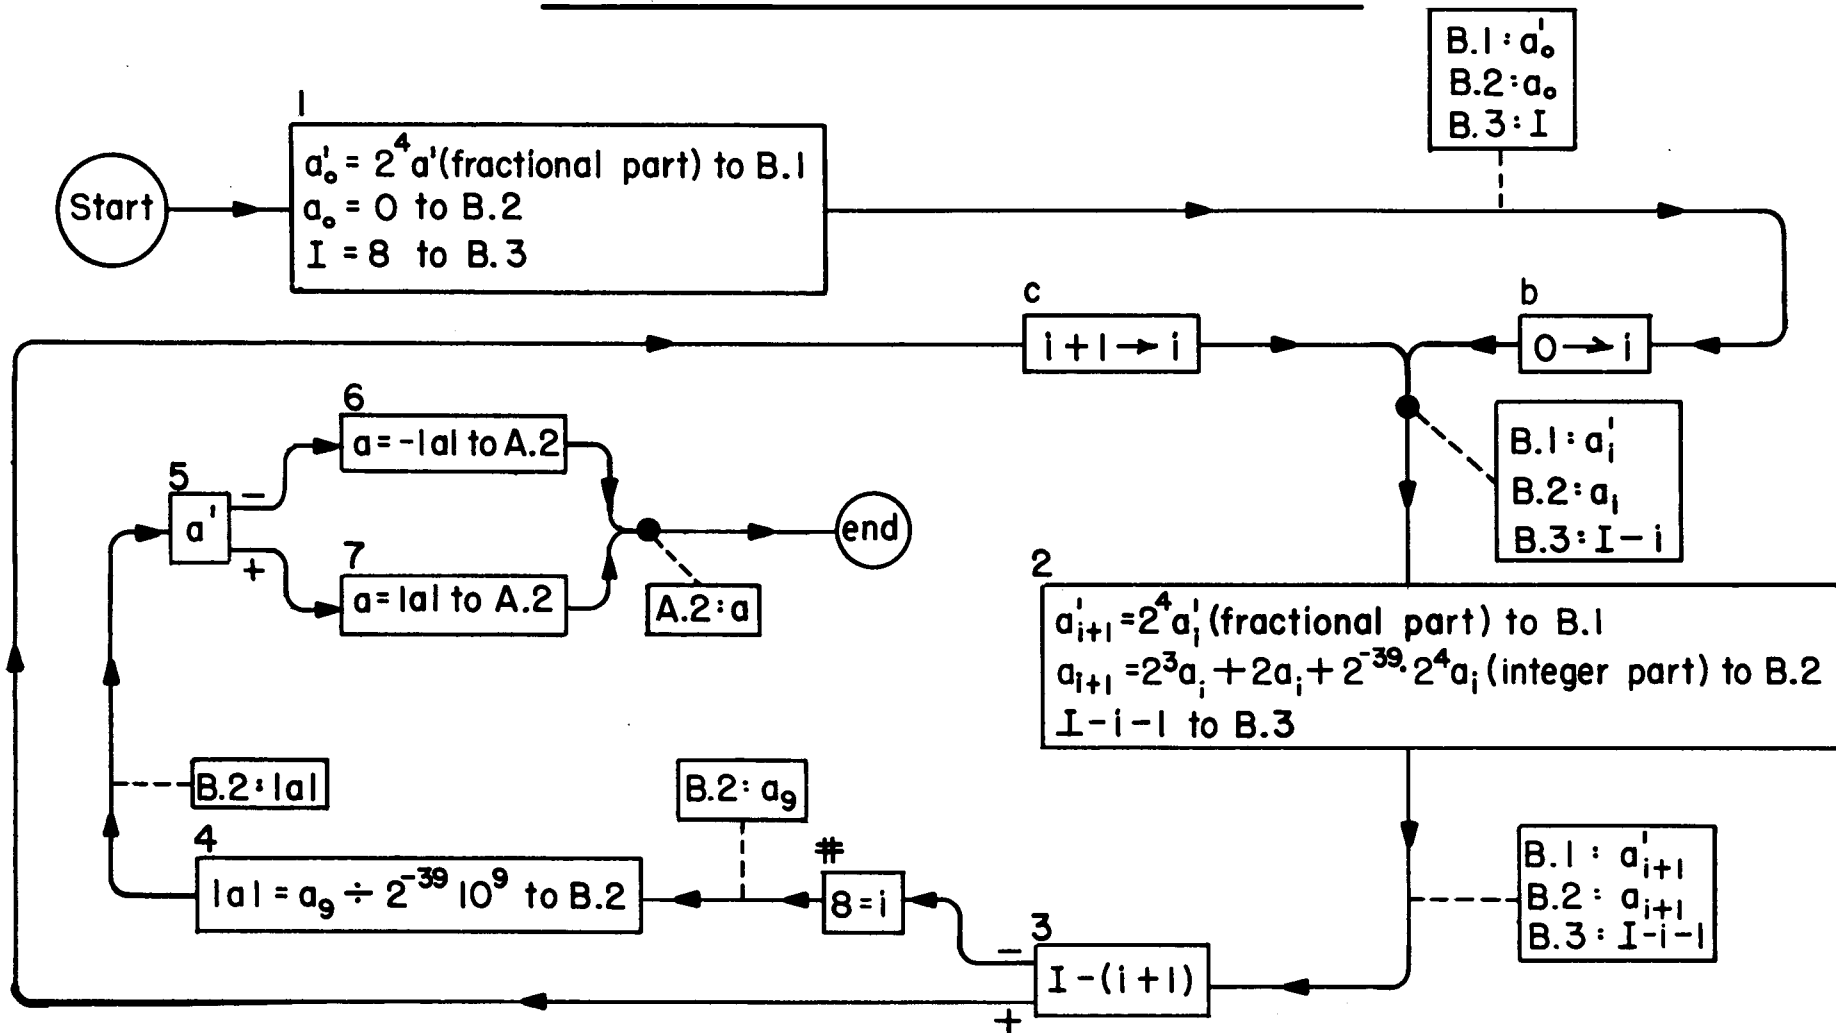 B.1 : a'₀
B.2 : a₀
B.3 : I
1
a'₀ = 2⁴a' (fractional part) to B.1
a₀ = 0 to B.2
I = 8 to B.3
Start
c
i + 1 → i
b
0 → i
B.1 : a'ᵢ
B.2 : aᵢ
B.3 : I - i
6
a = -|a| to A.2
5
a'
-
+
7
a = |a| to A.2
A.2 : a
end
2
a'ᵢ₊₁ = 2⁴a'ᵢ (fractional part) to B.1
aᵢ₊₁ = 2³aᵢ + 2aᵢ + 2⁻³⁹·2⁴aᵢ (integer part) to B.2
I - i - 1 to B.3
B.1 : a'ᵢ₊₁
B.2 : aᵢ₊₁
B.3 : I - i - 1
3
I - (i + 1)
-
+
#
8 = i
B.2 : a₉
4
|a| = a₉ ÷ 2⁻³⁹ 10⁹ to B.2
B.2 : |a|